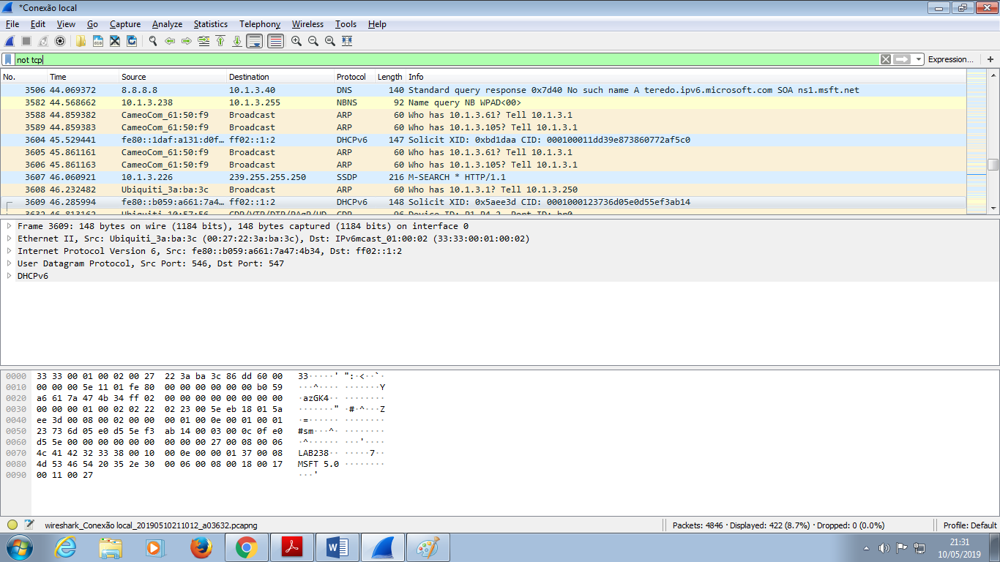 *Conexão local
File Edit View Go Capture Analyze Statistics Telephony Wireless Tools Help
not tcp Expression... +
No. Time Source Destination Protocol Length Info
3506 44.069372 8.8.8.8 10.1.3.40 DNS 140 Standard query response 0x7d40 No such name A teredo.ipv6.microsoft.com SOA ns1.msft.net
3582 44.568662 10.1.3.238 10.1.3.255 NBNS 92 Name query NB WPAD<00>
3588 44.859382 CameoCom_61:50:f9 Broadcast ARP 60 Who has 10.1.3.61? Tell 10.1.3.1
3589 44.859383 CameoCom_61:50:f9 Broadcast ARP 60 Who has 10.1.3.105? Tell 10.1.3.1
3604 45.529441 fe80::1daf:a131:d0f… ff02::1:2 DHCPv6 147 Solicit XID: 0xbd1daa CID: 000100011dd39e873860772af5c0
3605 45.861161 CameoCom_61:50:f9 Broadcast ARP 60 Who has 10.1.3.61? Tell 10.1.3.1
3606 45.861163 CameoCom_61:50:f9 Broadcast ARP 60 Who has 10.1.3.105? Tell 10.1.3.1
3607 46.060921 10.1.3.226 239.255.255.250 SSDP 216 M-SEARCH * HTTP/1.1
3608 46.232482 Ubiquiti_3a:ba:3c Broadcast ARP 60 Who has 10.1.3.1? Tell 10.1.3.250
3609 46.285994 fe80::b059:a661:7a4… ff02::1:2 DHCPv6 148 Solicit XID: 0x5aee3d CID: 0001000123736d05e0d55ef3ab14
3632 46.813162 Ubiquiti_10:57:56 CDP/VTP/DTP/PAgP/UD… CDP 96 Device ID: P1 P4 2 Port ID: br0
Frame 3609: 148 bytes on wire (1184 bits), 148 bytes captured (1184 bits) on interface 0
Ethernet II, Src: Ubiquiti_3a:ba:3c (00:27:22:3a:ba:3c), Dst: IPv6mcast_01:00:02 (33:33:00:01:00:02)
Internet Protocol Version 6, Src: fe80::b059:a661:7a47:4b34, Dst: ff02::1:2
User Datagram Protocol, Src Port: 546, Dst Port: 547
DHCPv6
0000 33 33 00 01 00 02 00 27 22 3a ba 3c 86 dd 60 00 33·····' ":·<··`·
0010 00 00 00 5e 11 01 fe 80 00 00 00 00 00 00 b0 59 ···^···· ·······Y
0020 a6 61 7a 47 4b 34 ff 02 00 00 00 00 00 00 00 00 ·azGK4·· ········
0030 00 00 00 01 00 02 02 22 02 23 00 5e eb 18 01 5a ·······" ·#·^···Z
0040 ee 3d 00 08 00 02 00 00 00 01 00 0e 00 01 00 01 ·=······ ········
0050 23 73 6d 05 e0 d5 5e f3 ab 14 00 03 00 0c 0f e0 #sm···^· ········
0060 d5 5e 00 00 00 00 00 00 00 00 00 27 00 08 00 06 ·^······ ···'····
0070 4c 41 42 32 33 38 00 10 00 0e 00 00 01 37 00 08 LAB238·· ·····7··
0080 4d 53 46 54 20 35 2e 30 00 06 00 08 00 18 00 17 MSFT 5.0 ········
0090 00 11 00 27 ···'
wireshark_Conexão local_20190510211012_a03632.pcapng Packets: 4846 · Displayed: 422 (8.7%) · Dropped: 0 (0.0%) Profile: Default
21:31
10/05/2019